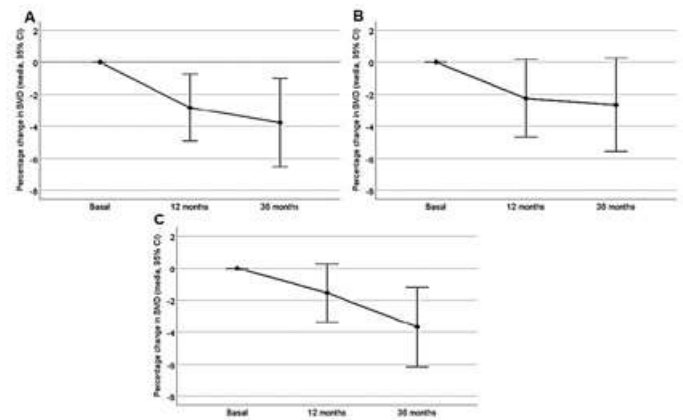 A
Percentage change in BMD (media, 95% CI)
2
0
-2
-4
-6
-8
Basal
12 months
36 months
B
Percentage change in BMD (media, 95% CI)
2
0
-2
-4
-6
-8
Basal
12 months
36 months
C
Percentage change in BMD (media, 95% CI)
2
0
-2
-4
-6
-8
Basal
12 months
36 months